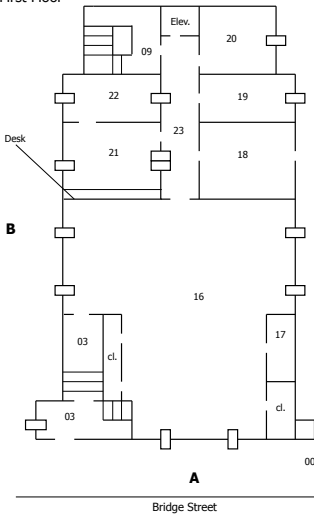 First Floor
Elev.
09
20
22
19
23
Desk
21
18
B
16
03
17
cl.
cl.
03
00
A
Bridge Street